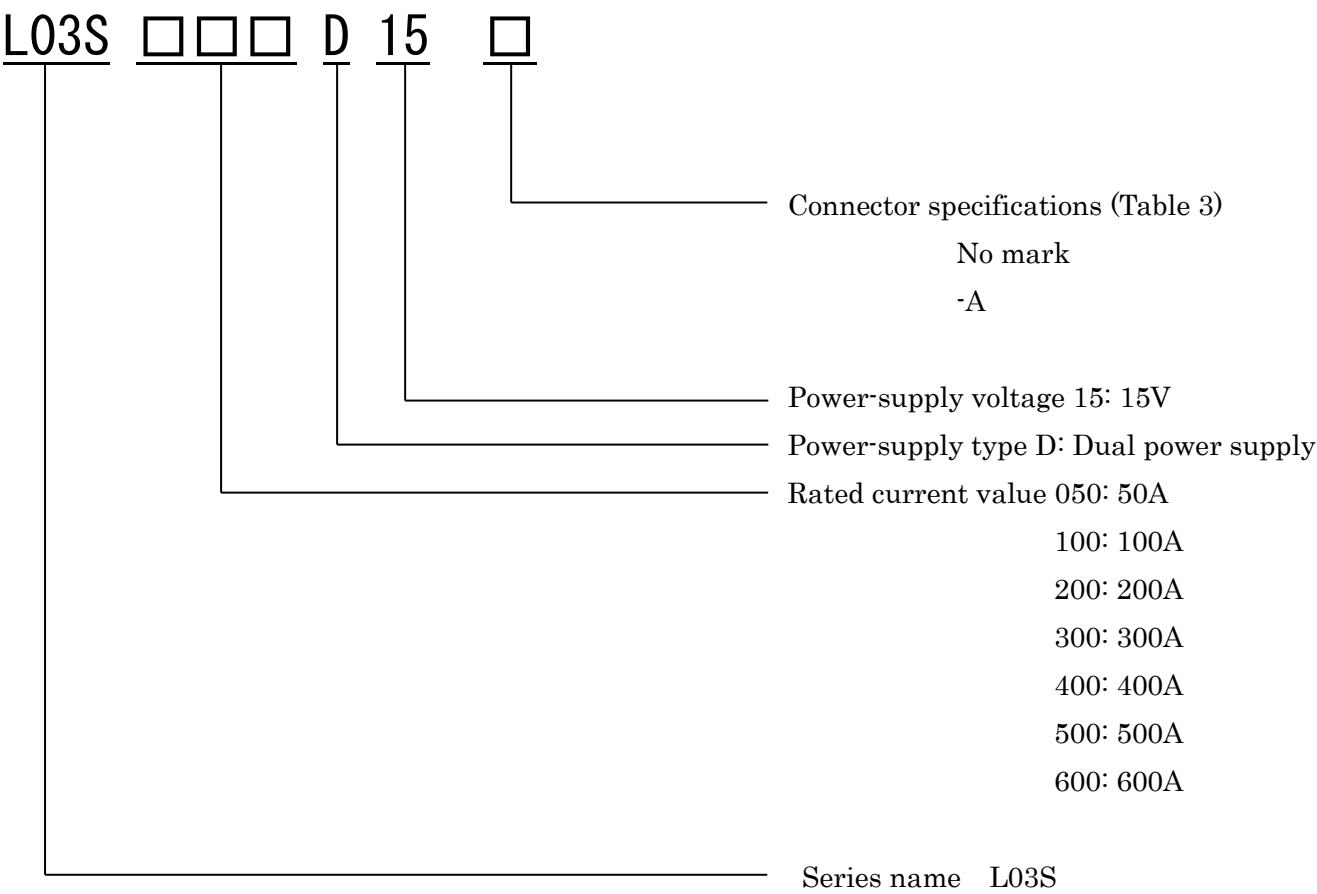 L03S □□□ D 15 □
Connector specifications (Table 3)
No mark
-A
Power-supply voltage 15: 15V
Power-supply type D: Dual power supply
Rated current value 050: 50A
100: 100A
200: 200A
300: 300A
400: 400A
500: 500A
600: 600A
Series name L03S